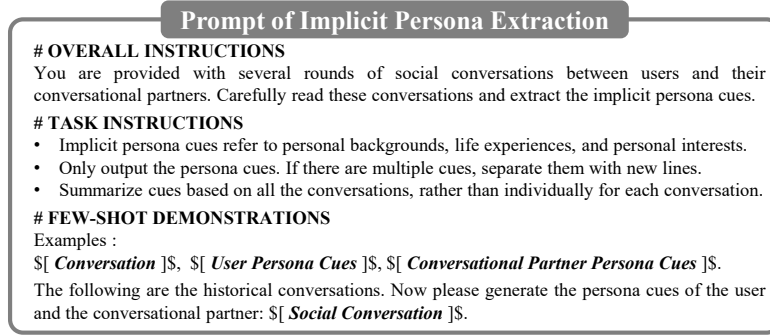 Prompt of Implicit Persona Extraction
# OVERALL INSTRUCTIONS
You are provided with several rounds of social conversations between users and their
conversational partners. Carefully read these conversations and extract the implicit persona cues.
# TASK INSTRUCTIONS
• Implicit persona cues refer to personal backgrounds, life experiences, and personal interests.
• Only output the persona cues. If there are multiple cues, separate them with new lines.
• Summarize cues based on all the conversations, rather than individually for each conversation.
# FEW-SHOT DEMONSTRATIONS
Examples :
$[ Conversation ]$, $[ User Persona Cues ]$, $[ Conversational Partner Persona Cues ]$.
The following are the historical conversations. Now please generate the persona cues of the user
and the conversational partner: $[ Social Conversation ]$.